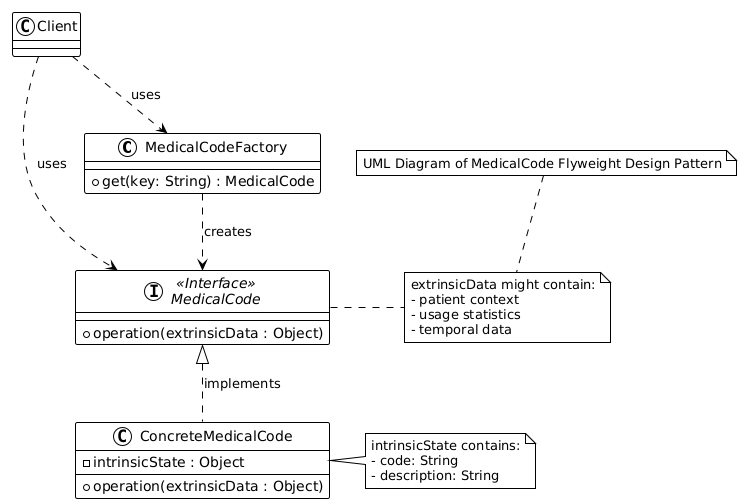 C Client
uses
uses
C MedicalCodeFactory
get(key: String) : MedicalCode
UML Diagram of MedicalCode Flyweight Design Pattern
creates
I «Interface»
MedicalCode
operation(extrinsicData : Object)
extrinsicData might contain:
- patient context
- usage statistics
- temporal data
implements
C ConcreteMedicalCode
intrinsicState : Object
operation(extrinsicData : Object)
intrinsicState contains:
- code: String
- description: String